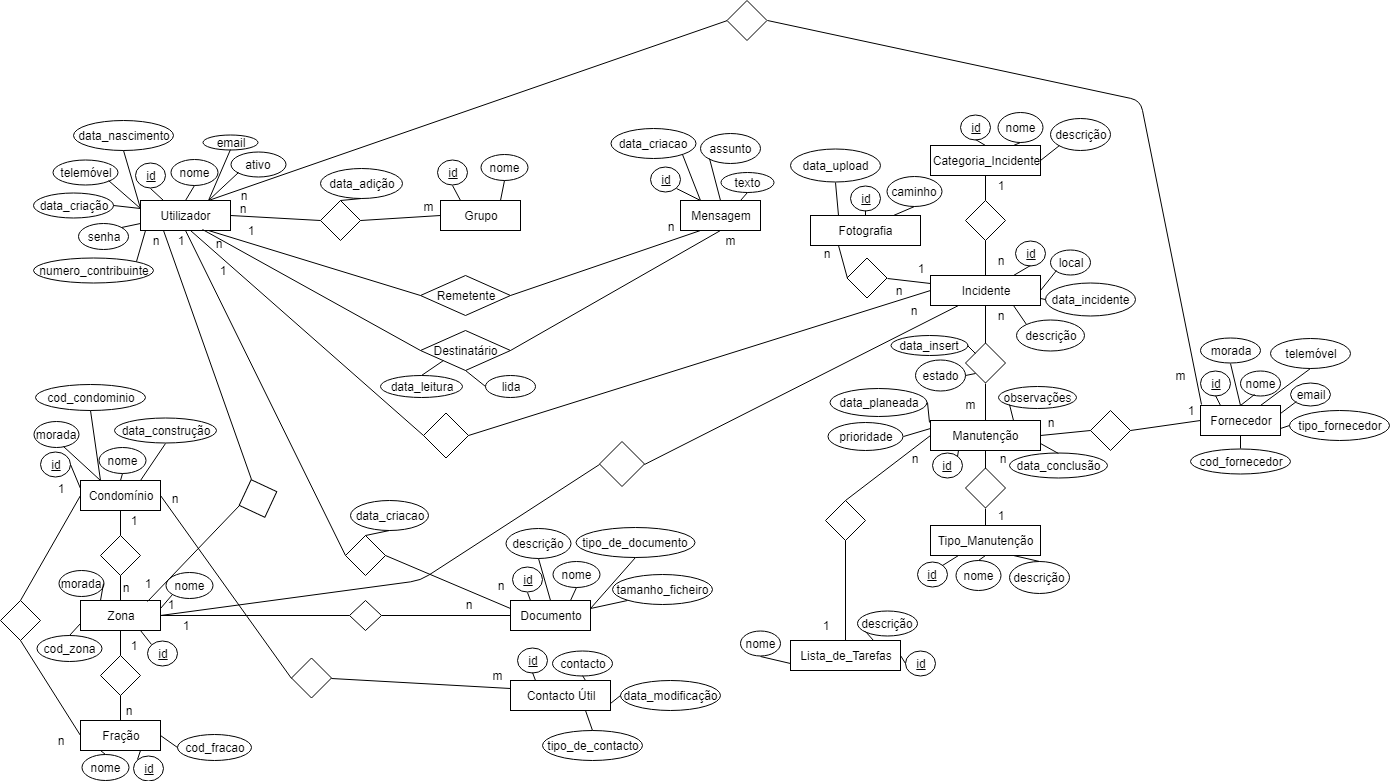 data_nascimento
email
telemóvel
id
nome
ativo
data_criação
Utilizador
senha
numero_contribuinte
n
n
1
n
1
n
1
data_adição
m
id
nome
Grupo
data_criacao
assunto
id
texto
Mensagem
n
m
Remetente
Destinatário
data_leitura
lida
data_upload
id
caminho
Fotografia
n
1
id
nome
descrição
Categoria_Incidente
1
n
id
local
Incidente
data_incidente
descrição
n
n
n
data_insert
estado
m
data_planeada
observações
prioridade
Manutenção
n
id
data_conclusão
n
n
1
Tipo_Manutenção
id
nome
descrição
m
morada
telemóvel
id
nome
email
1
Fornecedor
tipo_fornecedor
cod_fornecedor
cod_condominio
morada
data_construção
id
nome
1
Condomínio
n
1
n
1
morada
nome
Zona
1
1
cod_zona
1
id
n
n
Fração
cod_fracao
nome
id
data_criacao
n
n
descrição
tipo_de_documento
id
nome
tamanho_ficheiro
Documento
id
contacto
m
Contacto Útil
data_modificação
tipo_de_contacto
1
nome
descrição
Lista_de_Tarefas
id